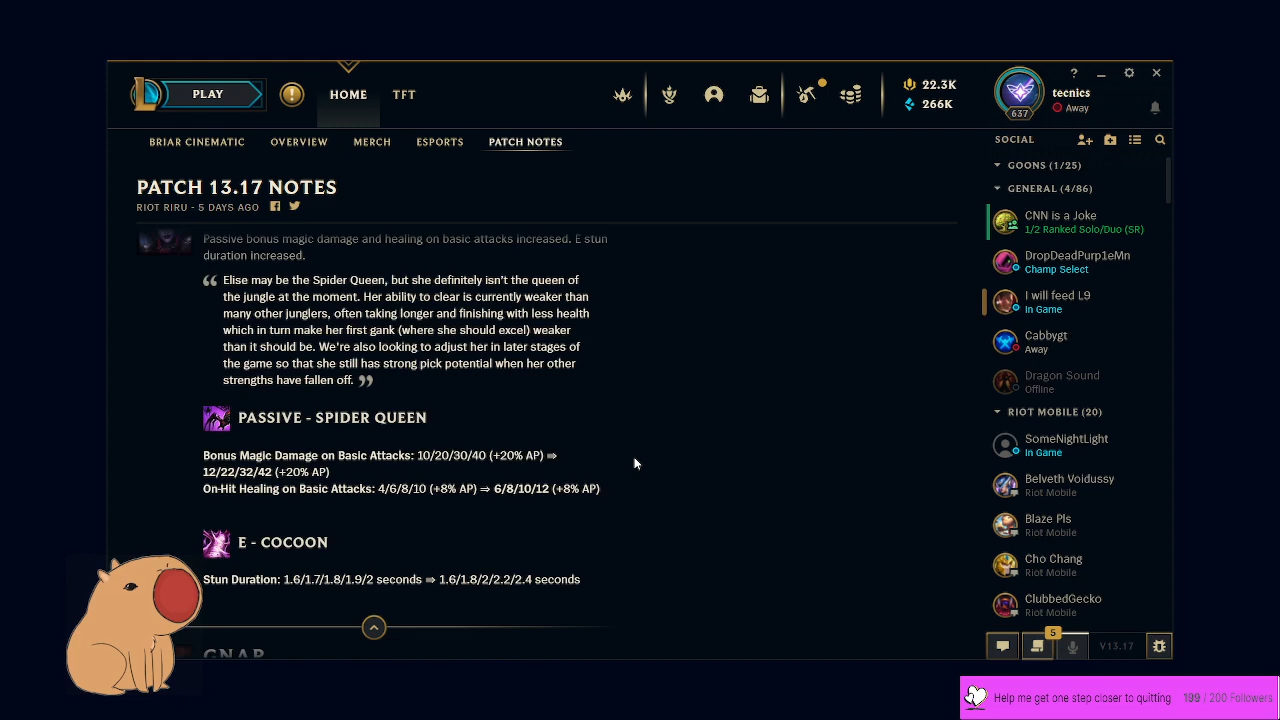 PLAY
HOME
TFT
22.3K
266K
637
tecnics
Away
BRIAR CINEMATIC
OVERVIEW
MERCH
ESPORTS
PATCH NOTES
PATCH 13.17 NOTES
RIOT RIRU - 5 DAYS AGO
Passive bonus magic damage and healing on basic attacks increased. E stun
duration increased.
“ Elise may be the Spider Queen, but she definitely isn't the queen of
the jungle at the moment. Her ability to clear is currently weaker than
many other junglers, often taking longer and finishing with less health
which in turn make her first gank (where she should excel) weaker
than it should be. We're also looking to adjust her in later stages of
the game so that she still has strong pick potential when her other
strengths have fallen off. ”
PASSIVE - SPIDER QUEEN
Bonus Magic Damage on Basic Attacks: 10/20/30/40 (+20% AP) ⇒
12/22/32/42 (+20% AP)
On-Hit Healing on Basic Attacks: 4/6/8/10 (+8% AP) ⇒ 6/8/10/12 (+8% AP)
E - COCOON
Stun Duration: 1.6/1.7/1.8/1.9/2 seconds ⇒ 1.6/1.8/2/2.2/2.4 seconds
GNAR
SOCIAL
GOONS (1/25)
GENERAL (4/86)
CNN is a Joke
1/2 Ranked Solo/Duo (SR)
DropDeadPurp1eMn
Champ Select
I will feed L9
In Game
Cabbygt
Away
Dragon Sound
Offline
RIOT MOBILE (20)
SomeNightLight
In Game
Belveth Voidussy
Riot Mobile
Blaze Pls
Riot Mobile
Cho Chang
Riot Mobile
ClubbedGecko
Riot Mobile
5
V13.17
Help me get one step closer to quitting 199 / 200 Followers